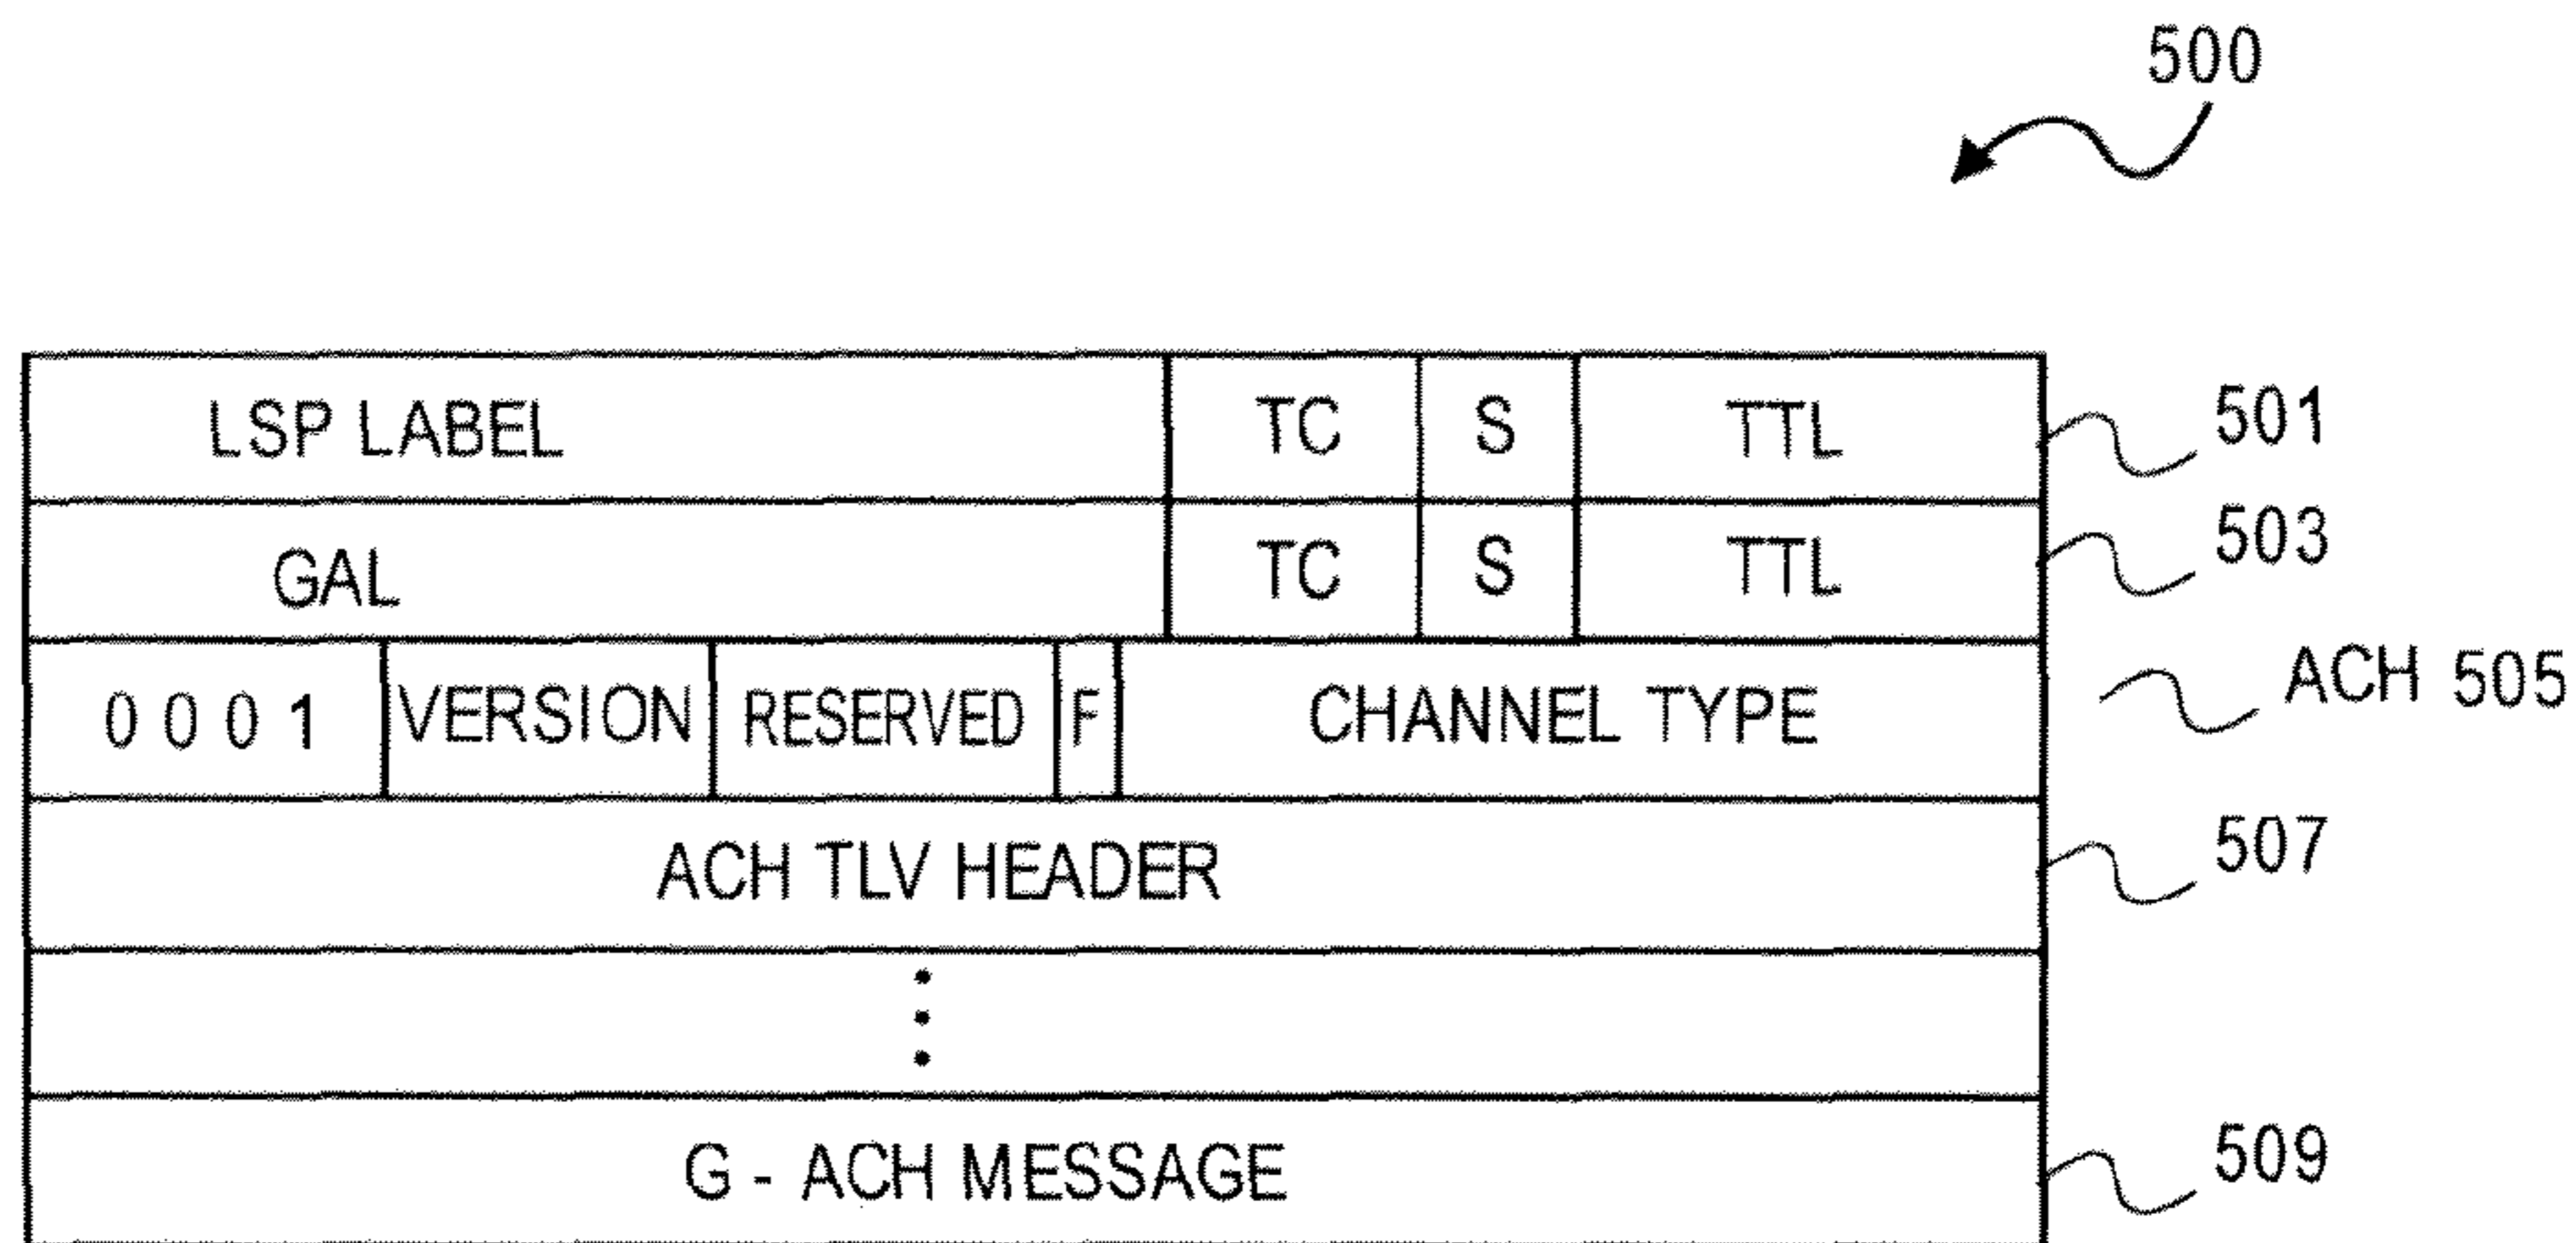 500
LSP LABEL TC S TTL 501
GAL TC S TTL 503
0 0 0 1 VERSION RESERVED F CHANNEL TYPE ACH 505
ACH TLV HEADER 507
G - ACH MESSAGE 509